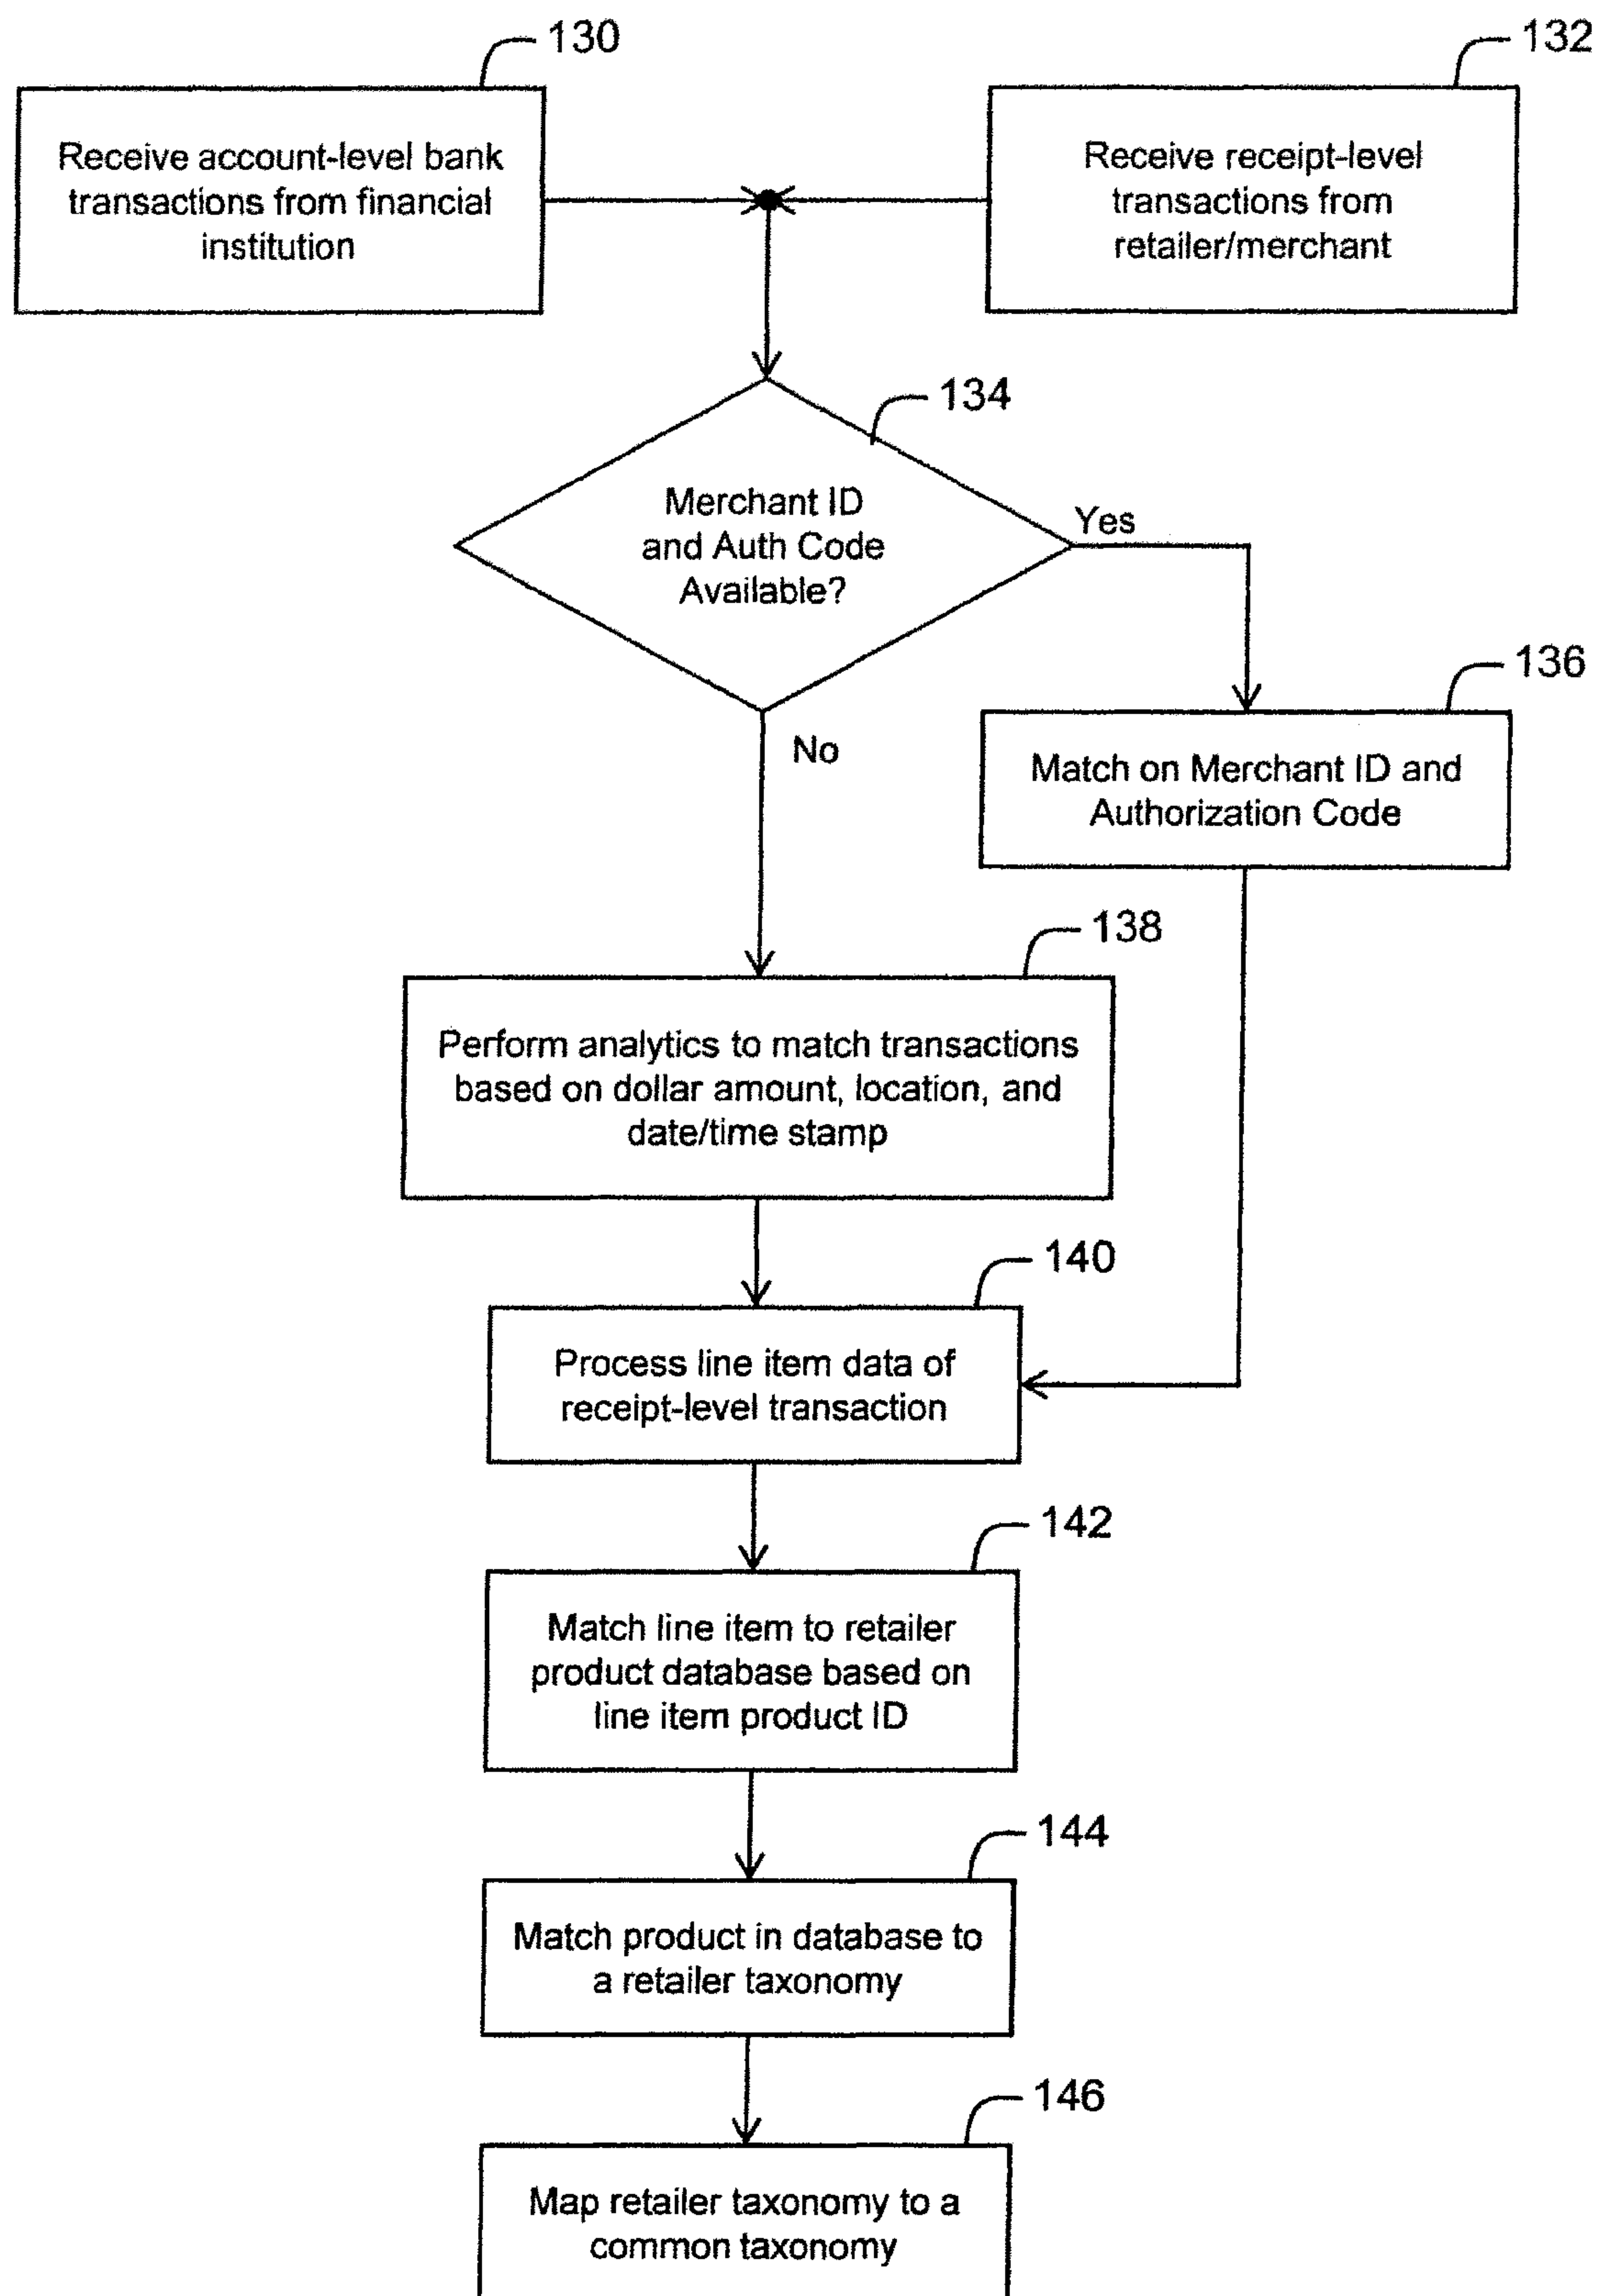 130
132
Receive account-level bank
transactions from financial
institution
Receive receipt-level
transactions from
retailer/merchant
134
Merchant ID
and Auth Code
Available?
Yes
No
136
Match on Merchant ID and
Authorization Code
138
Perform analytics to match transactions
based on dollar amount, location, and
date/time stamp
140
Process line item data of
receipt-level transaction
142
Match line item to retailer
product database based on
line item product ID
144
Match product in database to
a retailer taxonomy
146
Map retailer taxonomy to a
common taxonomy